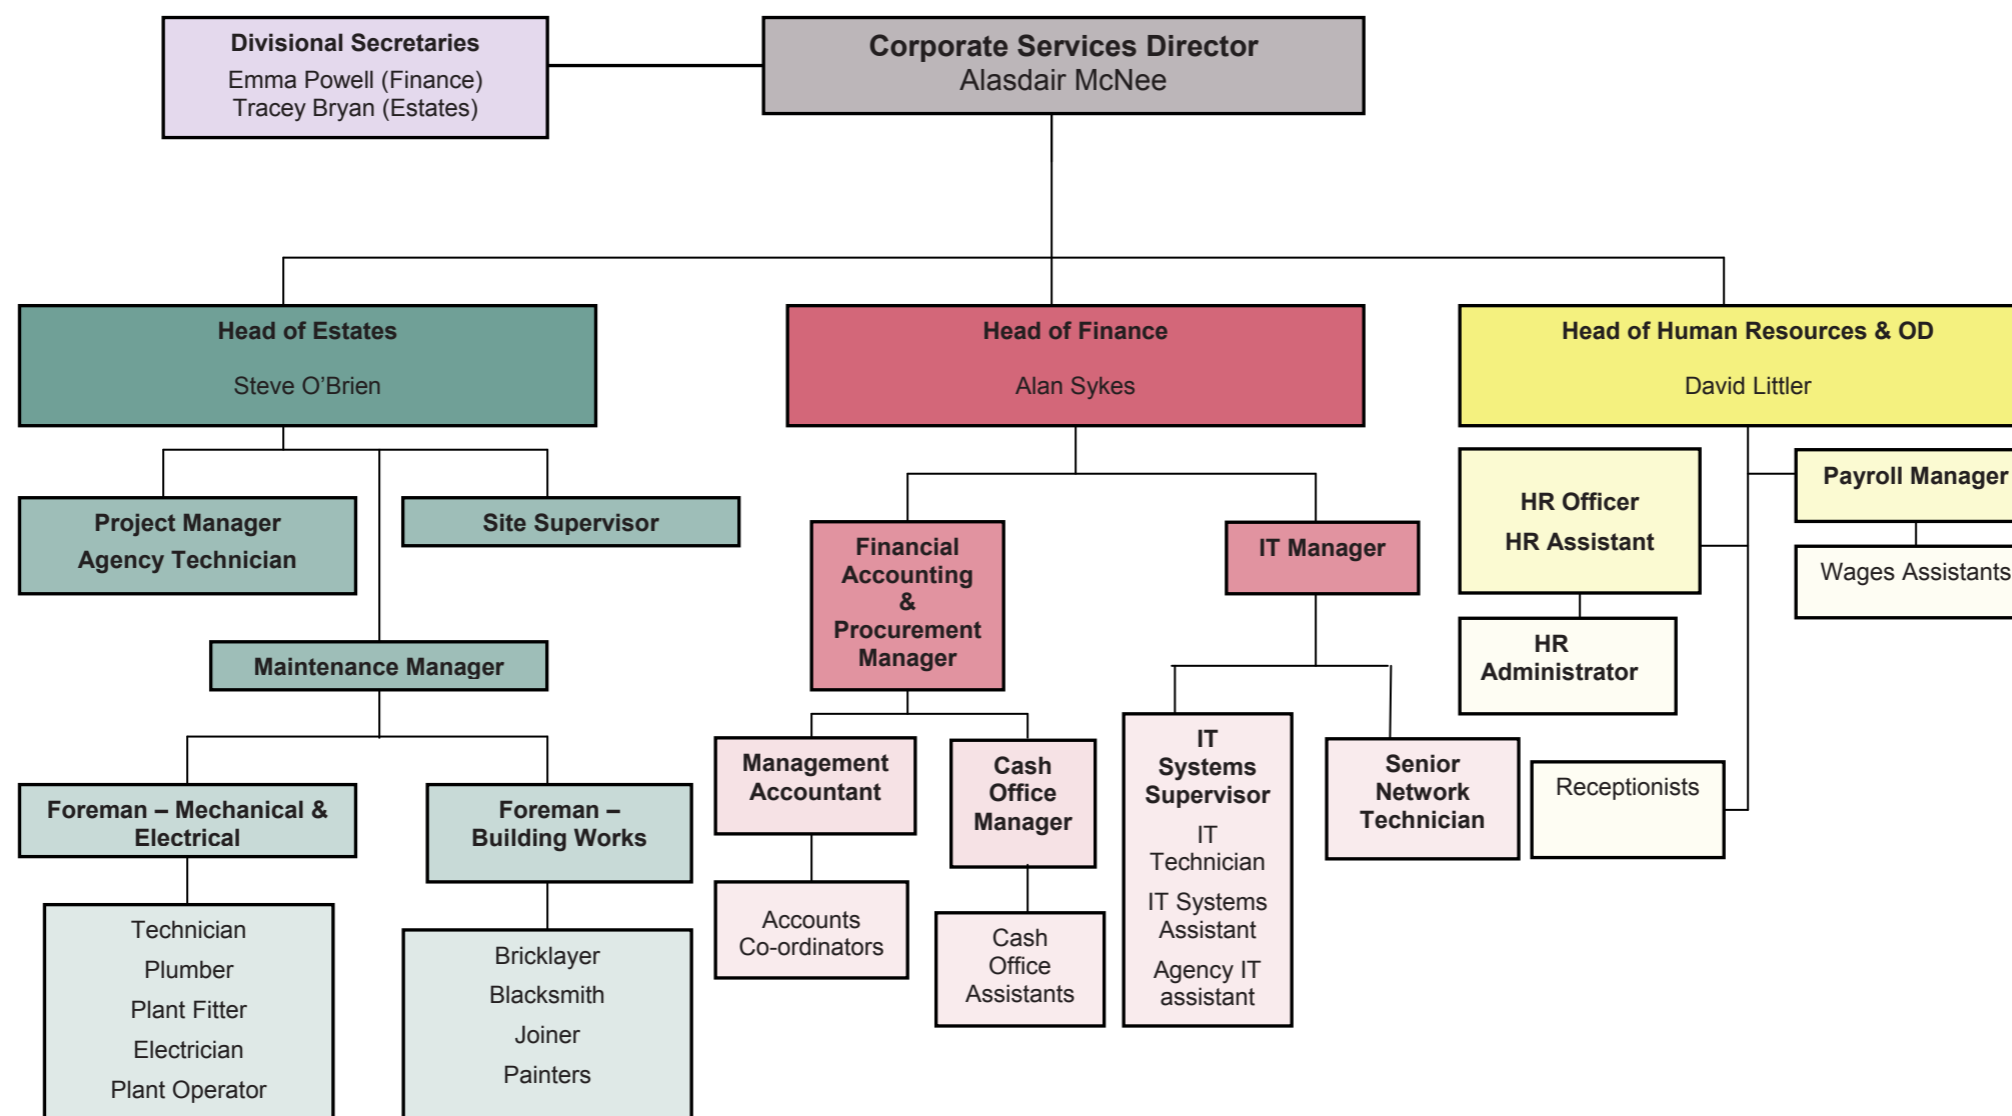 Divisional Secretaries
Emma Powell (Finance)
Tracey Bryan (Estates)
Corporate Services Director
Alasdair McNee
Head of Estates
Steve O’Brien
Head of Finance
Alan Sykes
Head of Human Resources & OD
David Littler
Project Manager
Agency Technician
Site Supervisor
Maintenance Manager
Foreman – Mechanical &
Electrical
Technician
Plumber
Plant Fitter
Electrician
Plant Operator
Foreman –
Building Works
Bricklayer
Blacksmith
Joiner
Painters
Financial
Accounting
&
Procurement
Manager
Management
Accountant
Accounts
Co-ordinators
Cash
Office
Manager
Cash
Office
Assistants
IT Manager
IT
Systems
Supervisor
IT
Technician
IT Systems
Assistant
Agency IT
assistant
Senior
Network
Technician
HR Officer
HR Assistant
HR
Administrator
Payroll Manager
Wages Assistants
Receptionists